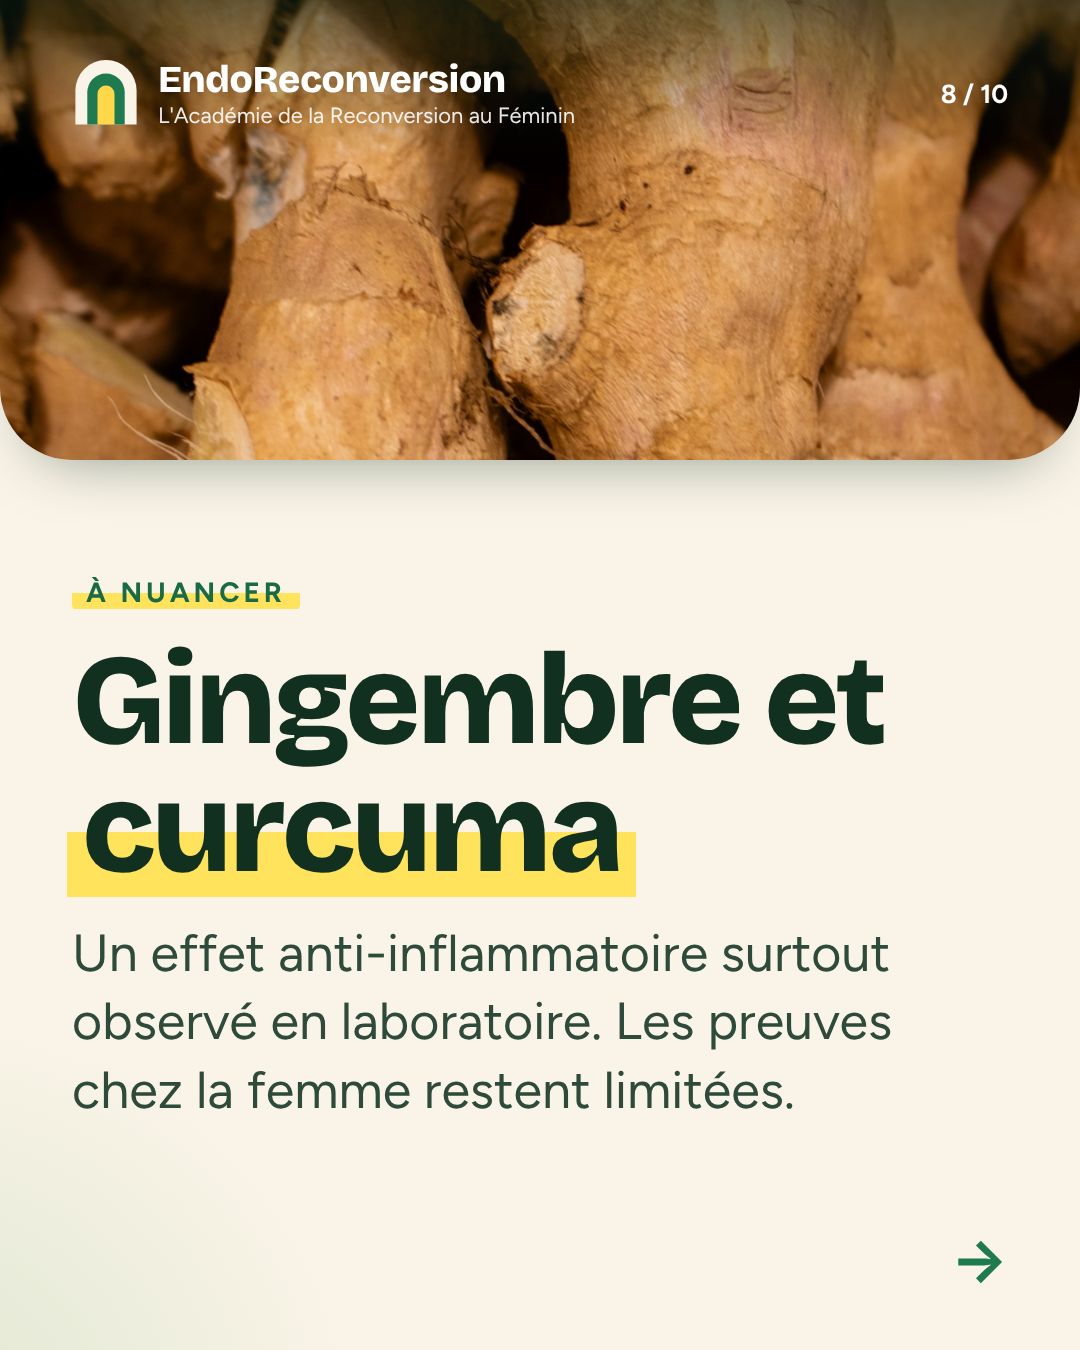 EndoReconversion
L'Académie de la Reconversion au Féminin
8 / 10
À NUANCER
Gingembre et
curcuma
Un effet anti-inflammatoire surtout
observé en laboratoire. Les preuves
chez la femme restent limitées.